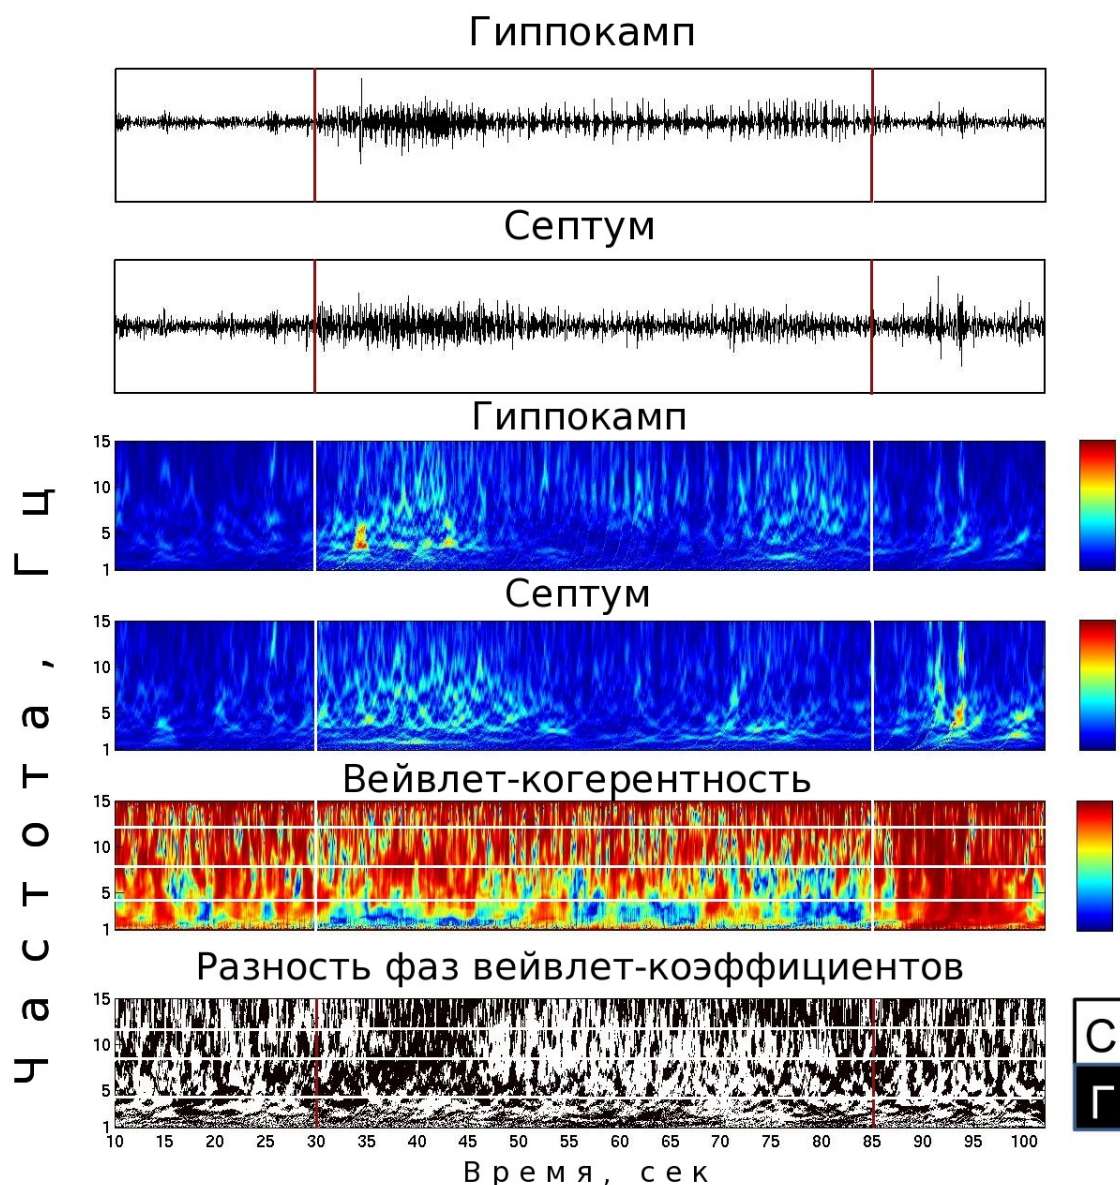 Гиппокамп
Септум
Гиппокамп
15
10
5
1
Септум
15
10
5
1
Вейвлет-когерентность
15
10
5
1
Разность фаз вейвлет-коэффициентов
15
10
5
1
С
Г
10 15 20 25 30 35 40 45 50 55 60 65 70 75 80 85 90 95 100
Время, сек
Частота, Гц